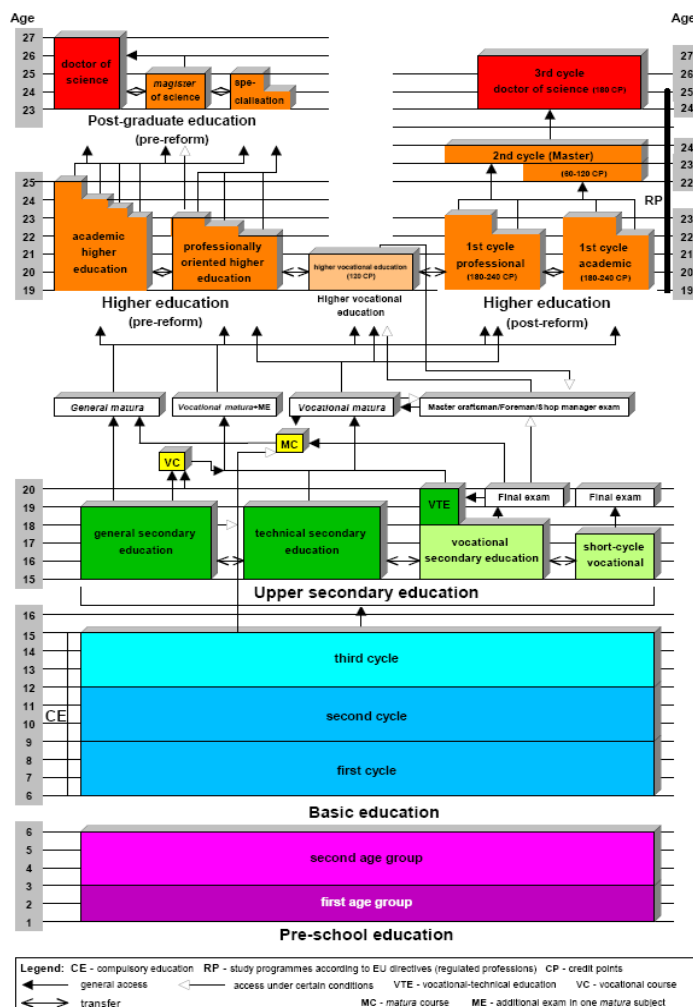 Age
Age
27
26
25
24
23
doctor of
science
magister
of science
spe-
cialisation
Post-graduate education
(pre-reform)
27
26
25
24
3rd cycle
doctor of science (180 CP)
24
23
22
2nd cycle (Master)
(60-120 CP)
RP
25
24
23
22
21
20
19
academic
higher
education
professionally
oriented higher
education
higher vocational education
(120 CP)
1st cycle
professional
(180-240 CP)
1st cycle
academic
(180-240 CP)
23
22
21
20
19
Higher education
(pre-reform)
Higher vocational
education
Higher education
(post-reform)
General matura
Vocational matura+ME
Vocational matura
Master craftsman/Foreman/Shop manager exam
MC
VC
20
19
18
17
16
15
general secondary
education
technical secondary
education
VTE
Final exam
Final exam
vocational
secondary education
short-cycle
vocational
Upper secondary education
16
15
14
13
12
11
10
9
8
7
6
CE
third cycle
second cycle
first cycle
Basic education
6
5
4
3
2
1
second age group
first age group
Pre-school education
Legend: CE - compulsory education RP - study programmes according to EU directives (regulated professions) CP - credit points
general access access under certain conditions VTE - vocational-technical education VC - vocational course
transfer MC - matura course ME - additional exam in one matura subject